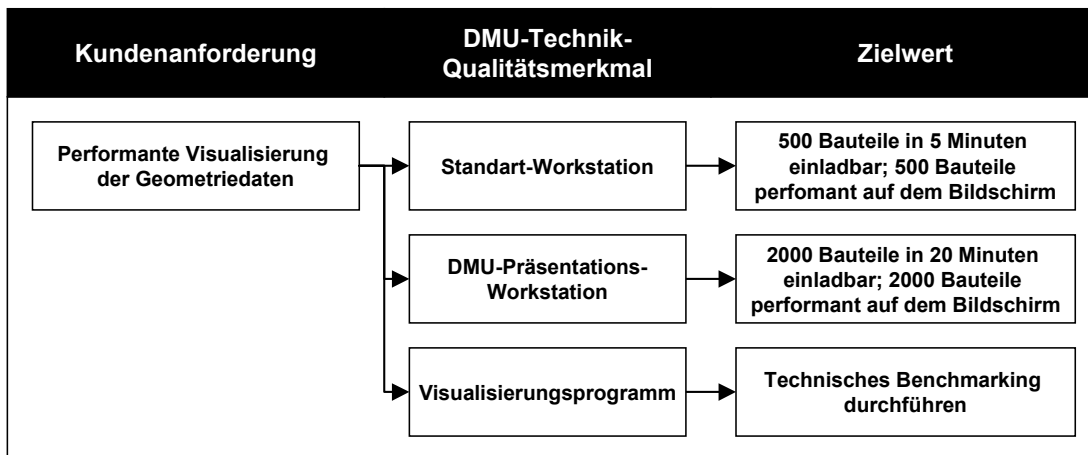 Kundenanforderung
DMU-Technik-
Qualitätsmerkmal
Zielwert
Performante Visualisierung
der Geometriedaten
Standart-Workstation
500 Bauteile in 5 Minuten
einladbar; 500 Bauteile
perfomant auf dem Bildschirm
DMU-Präsentations-
Workstation
2000 Bauteile in 20 Minuten
einladbar; 2000 Bauteile
performant auf dem Bildschirm
Visualisierungsprogramm
Technisches Benchmarking
durchführen